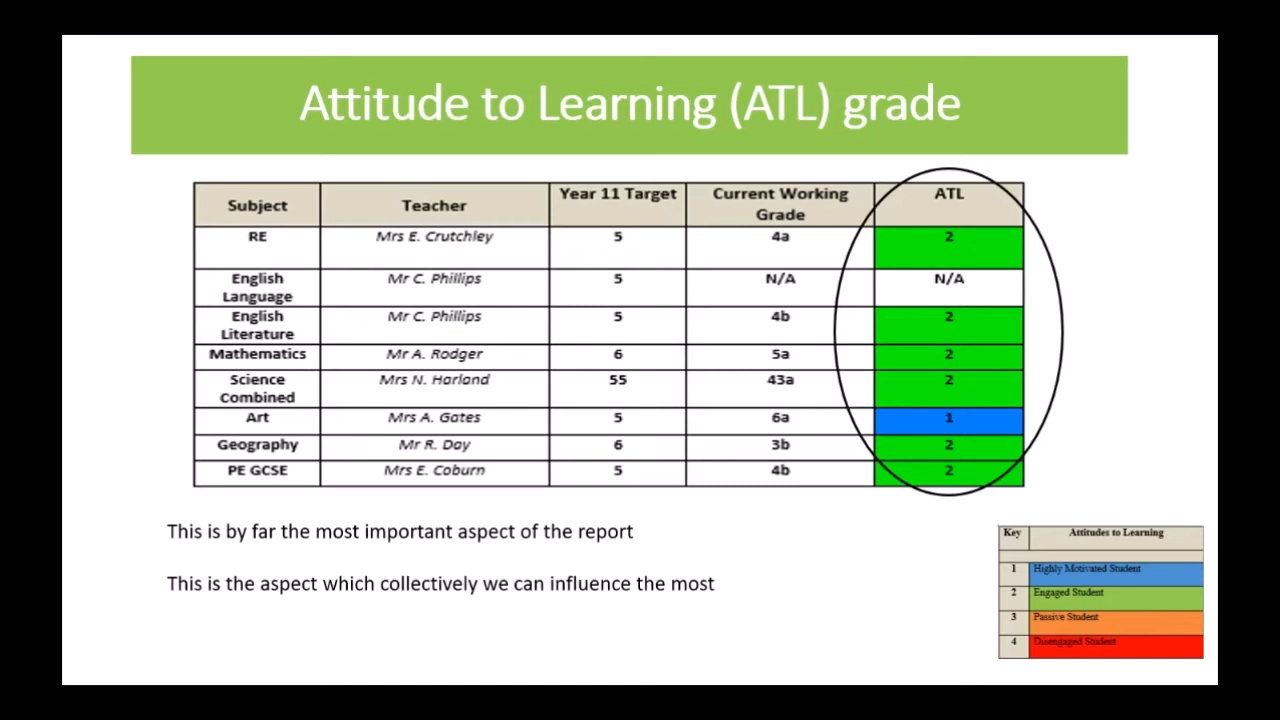 Attitude to Learning (ATL) grade
Subject Teacher Year 11 Target Current Working Grade ATL
RE Mrs E. Crutchley 5 4a 2
English Language Mr C. Phillips 5 N/A N/A
English Literature Mr C. Phillips 5 4b 2
Mathematics Mr A. Rodger 6 5a 2
Science Combined Mrs N. Harland 55 43a 2
Art Mrs A. Gates 5 6a 1
Geography Mr R. Day 6 3b 2
PE GCSE Mrs E. Coburn 5 4b 2
This is by far the most important aspect of the report
This is the aspect which collectively we can influence the most
Key Attitudes to Learning
1 Highly Motivated Student
2 Engaged Student
3 Passive Student
4 Disengaged Student